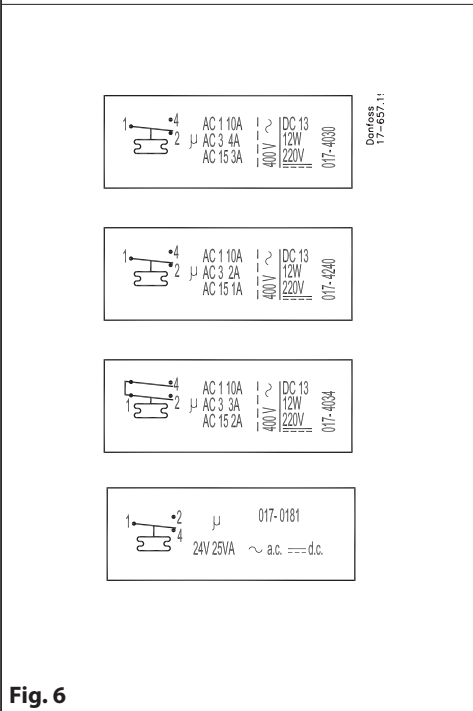 Danfoss
17-657.1
1 4
2
μ
AC 1 10A
AC 3 4A
AC 15 3A
400 V
DC 13
12W
220V
017-4030
1 4
2
μ
AC 1 10A
AC 3 2A
AC 15 1A
400 V
DC 13
12W
220V
017-4240
4
1 2
μ
AC 1 10A
AC 3 3A
AC 15 2A
400 V
DC 13
12W
220V
017-4034
1 2
4
μ
017-0181
24V 25VA ~ a.c. ⎓ d.c.
Fig. 6